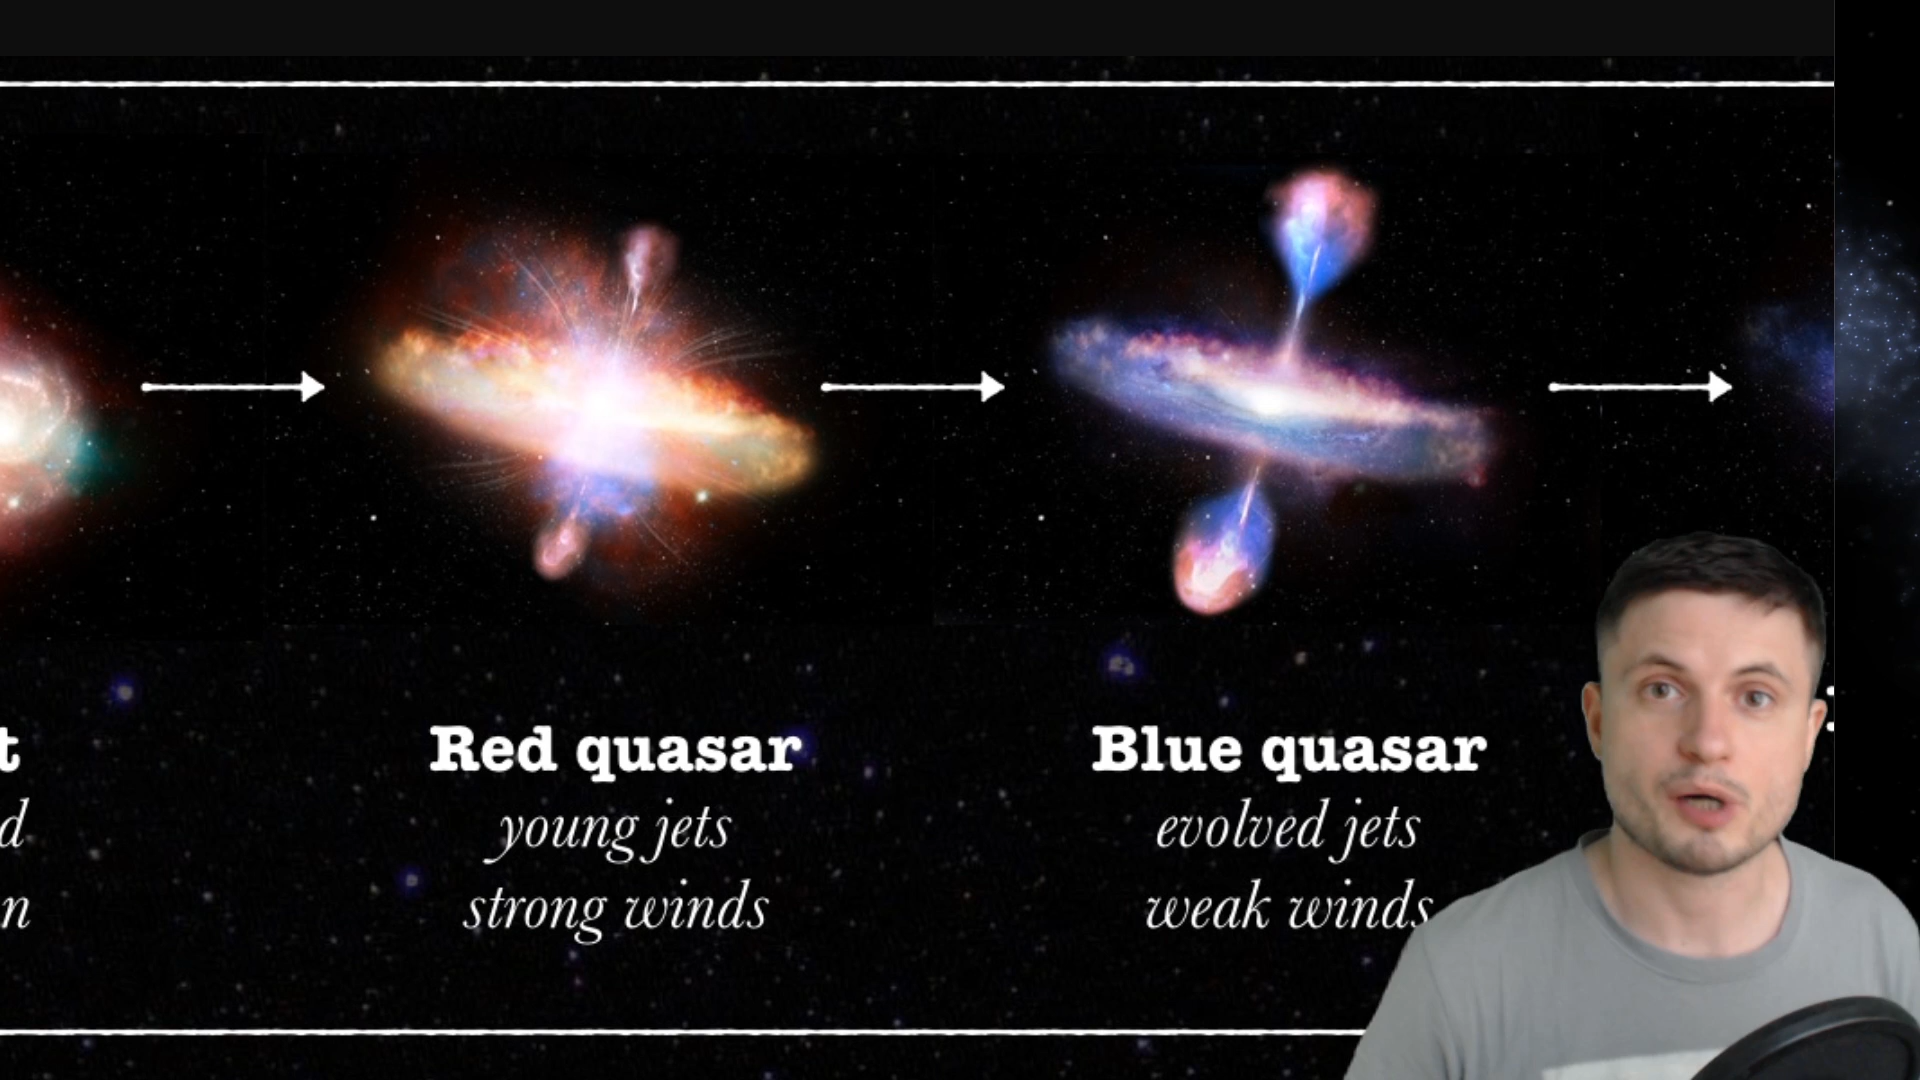 Red quasar
young jets
strong winds
Blue quasar
evolved jets
weak winds